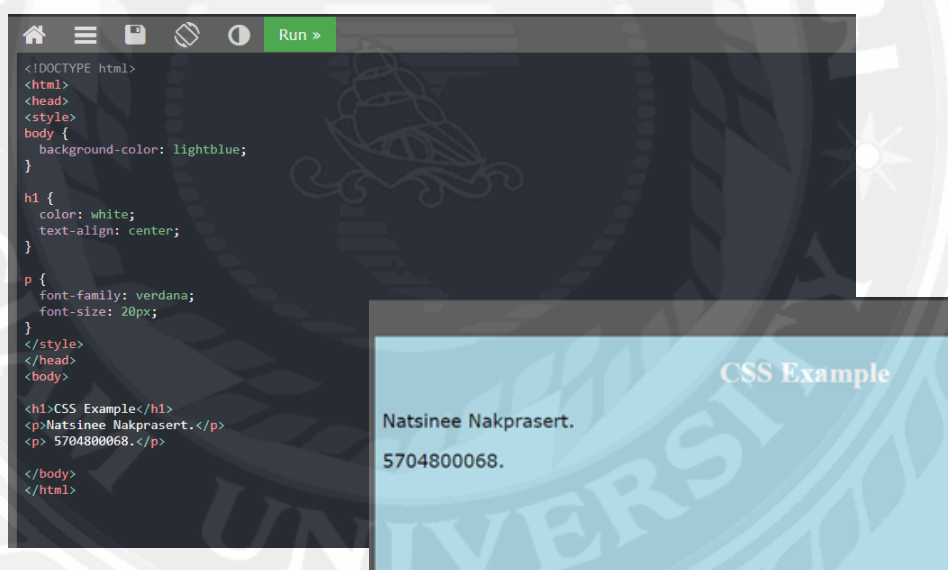 Run »
<!DOCTYPE html>
<html>
<head>
<style>
body {
  background-color: lightblue;
}
h1 {
  color: white;
  text-align: center;
}
p {
  font-family: verdana;
  font-size: 20px;
}
</style>
</head>
<body>
<h1>CSS Example</h1>
<p>Natsinee Nakprasert.</p>
<p> 5704800068.</p>
</body>
</html>
CSS Example
Natsinee Nakprasert.
5704800068.
UNIVERSITY